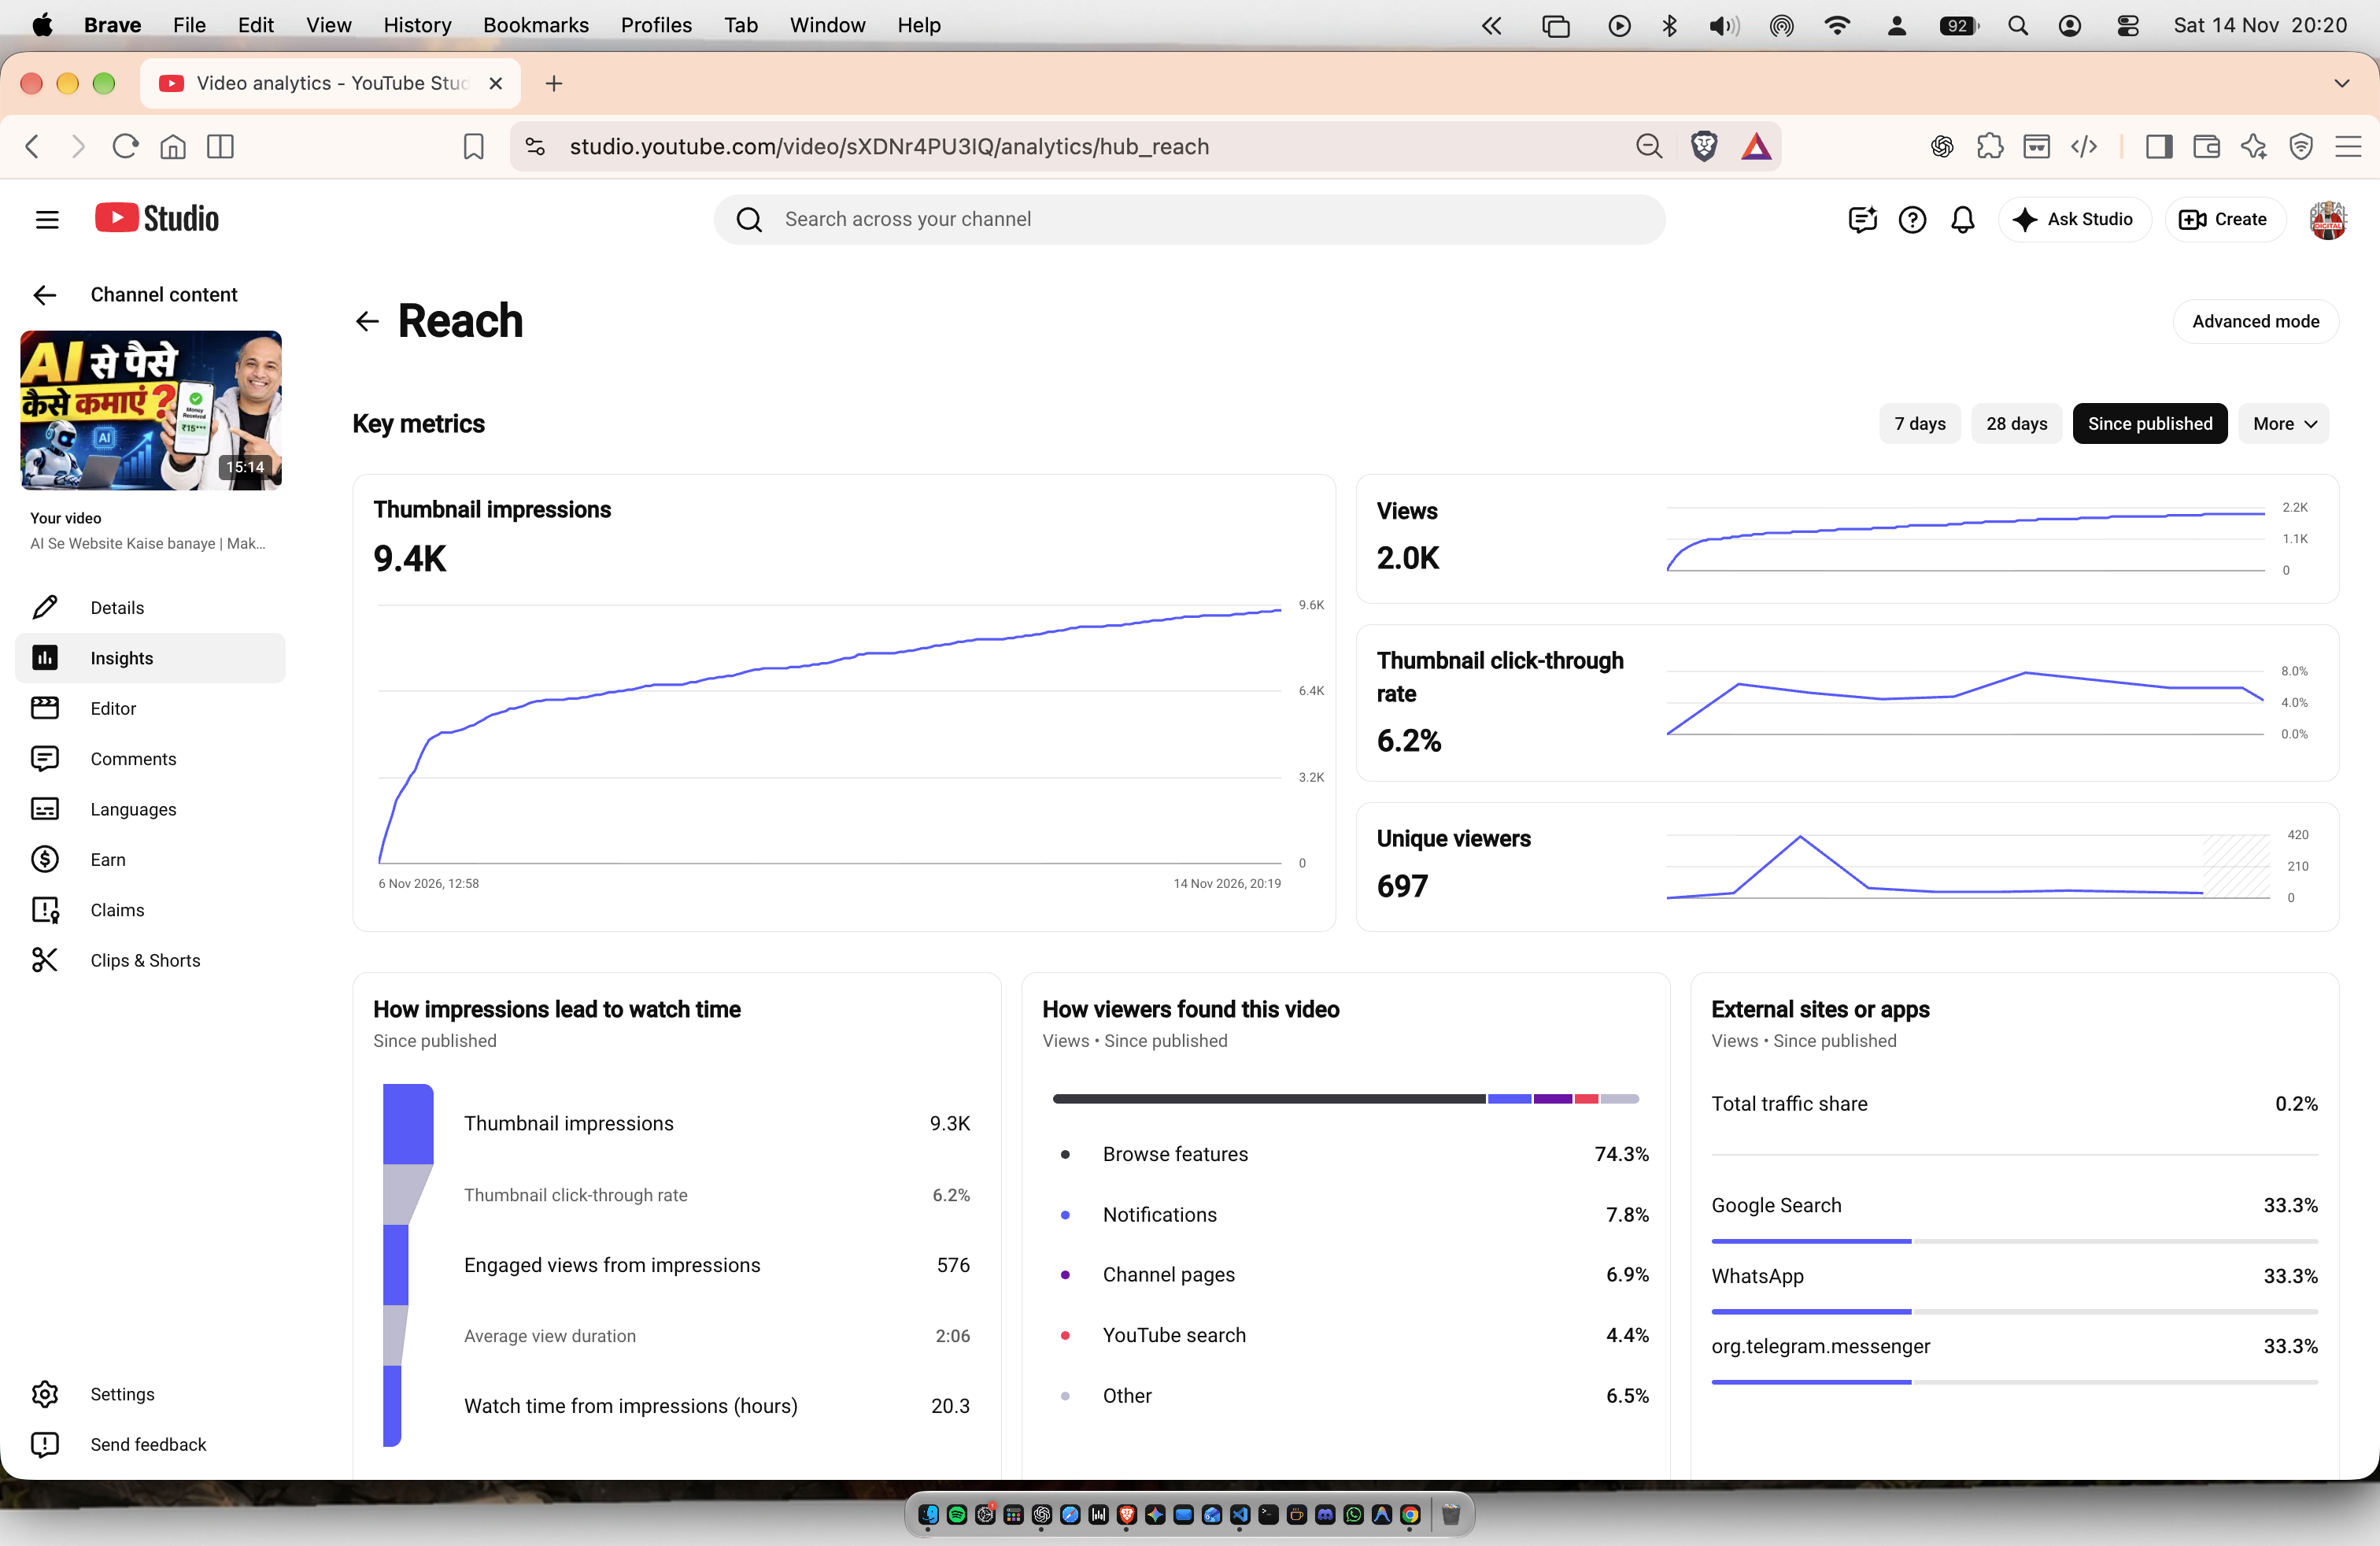 Brave File Edit View History Bookmarks Profiles Tab Window Help
92
Sat 14 Nov 20:20
Video analytics - YouTube Stud
studio.youtube.com/video/sXDNr4PU3IQ/analytics/hub_reach
Studio
Search across your channel
Ask Studio
Create
Channel content
AI से पैसे
कैसे कमाएं ?
Money
Received
₹15***
AI
15:14
Your video
AI Se Website Kaise banaye | Mak...
Details
Insights
Editor
Comments
Languages
Earn
Claims
Clips & Shorts
Settings
Send feedback
Reach
Advanced mode
Key metrics
7 days
28 days
Since published
More
Thumbnail impressions
9.4K
9.6K
6.4K
3.2K
0
6 Nov 2026, 12:58
14 Nov 2026, 20:19
Views
2.0K
2.2K
1.1K
0
Thumbnail click-through
rate
6.2%
8.0%
4.0%
0.0%
Unique viewers
697
420
210
0
How impressions lead to watch time
Since published
Thumbnail impressions 9.3K
Thumbnail click-through rate 6.2%
Engaged views from impressions 576
Average view duration 2:06
Watch time from impressions (hours) 20.3
How viewers found this video
Views • Since published
Browse features 74.3%
Notifications 7.8%
Channel pages 6.9%
YouTube search 4.4%
Other 6.5%
External sites or apps
Views • Since published
Total traffic share 0.2%
Google Search 33.3%
WhatsApp 33.3%
org.telegram.messenger 33.3%